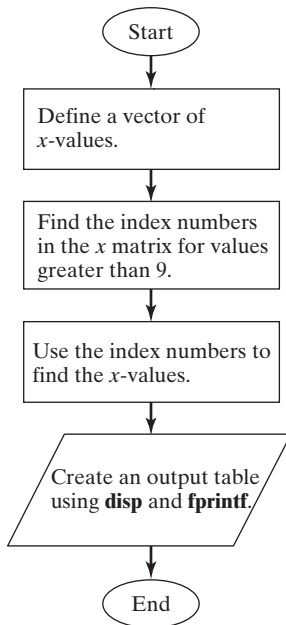 Start
Define a vector of
x-values.
Find the index numbers
in the x matrix for values
greater than 9.
Use the index numbers to
find the x-values.
Create an output table
using disp and fprintf.
End